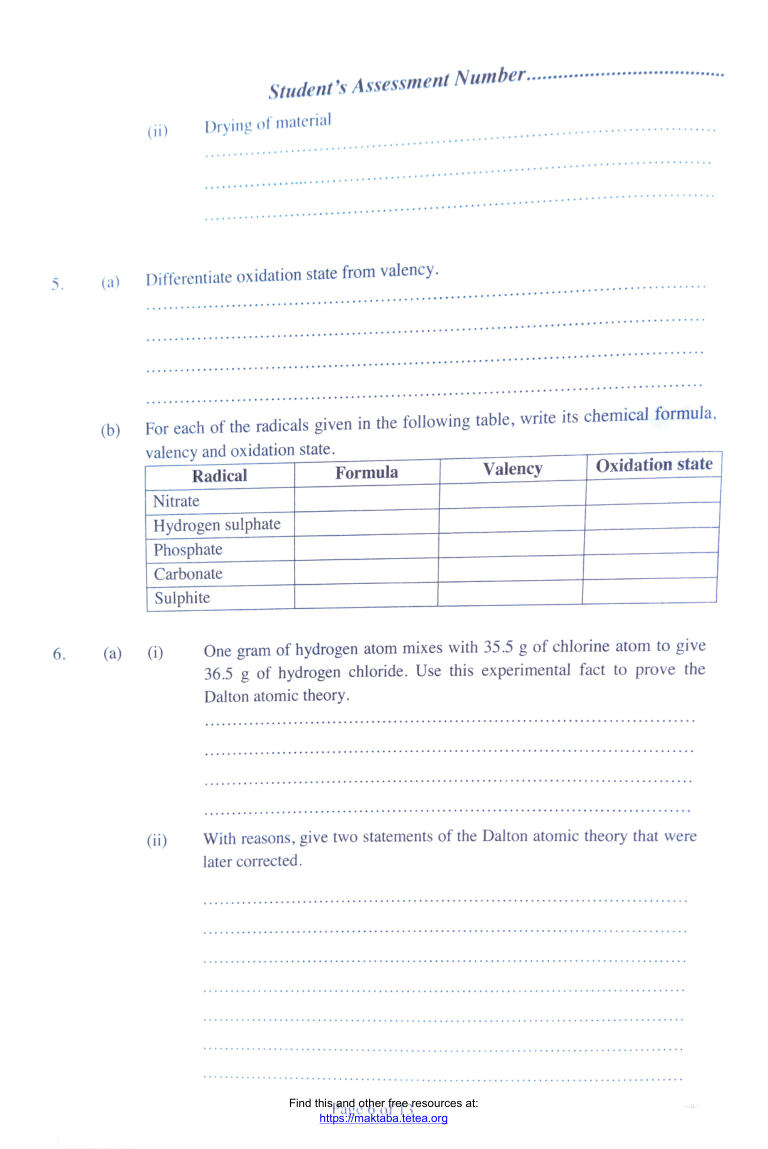 Student's Assessment Number.....................................
(ii) Drying of material
5. (a) Differentiate oxidation state from valency.
(b) For each of the radicals given in the following table, write its chemical formula,
valency and oxidation state.
Radical Formula Valency Oxidation state
Nitrate
Hydrogen sulphate
Phosphate
Carbonate
Sulphite
6. (a) (i) One gram of hydrogen atom mixes with 35.5 g of chlorine atom to give
36.5 g of hydrogen chloride. Use this experimental fact to prove the
Dalton atomic theory.
(ii) With reasons, give two statements of the Dalton atomic theory that were
later corrected.
Page 6 of 13
Find this and other free resources at:
https://maktaba.tetea.org